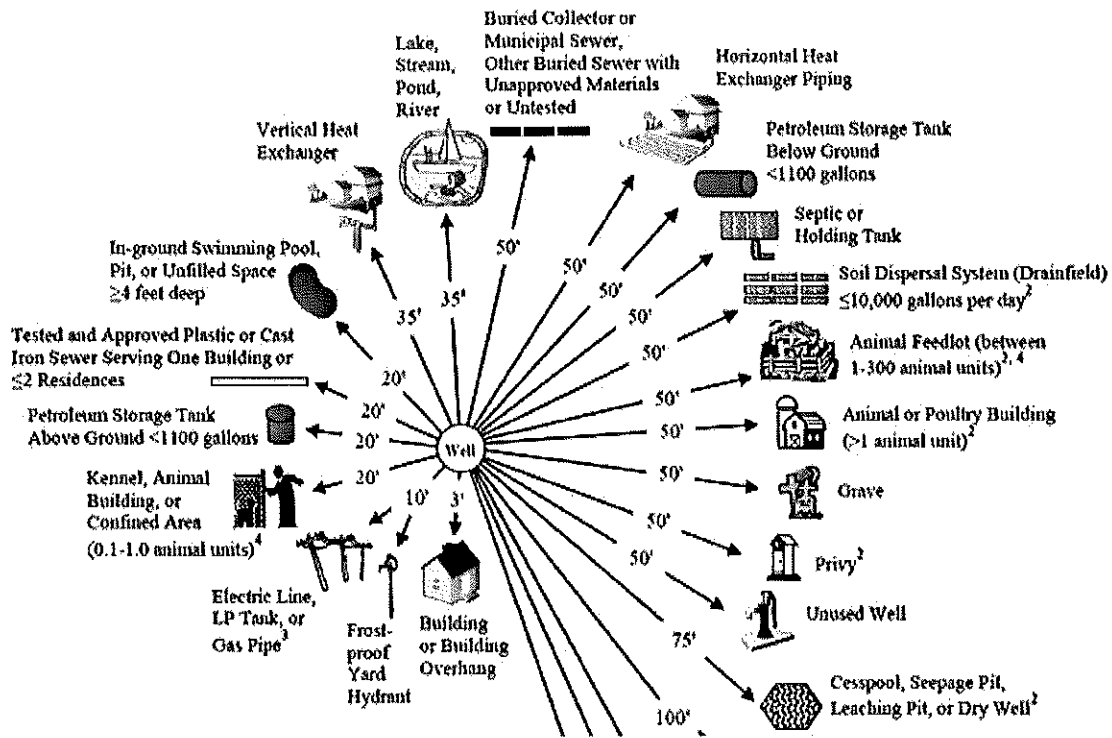 Buried Collector or
Municipal Sewer,
Other Buried Sewer with
Unapproved Materials
or Untested
Lake,
Stream,
Pond,
River
Horizontal Heat
Exchanger Piping
Vertical Heat
Exchanger
Petroleum Storage Tank
Below Ground
<1100 gallons
Septic or
Holding Tank
In-ground Swimming Pool,
Pit, or Unfilled Space
≥4 feet deep
Soil Dispersal System (Drainfield)
≤10,000 gallons per day²
Tested and Approved Plastic or Cast
Iron Sewer Serving One Building or
≤2 Residences
Animal Feedlot (between
1-300 animal units)²˒ ⁴
Petroleum Storage Tank
Above Ground <1100 gallons
Animal or Poultry Building
(>1 animal unit)²
Kennel, Animal
Building, or
Confined Area
(0.1-1.0 animal units)⁴
Grave
Privy²
Electric Line,
LP Tank, or
Gas Pipe³
Frost-
proof
Yard
Hydrant
Building
or Building
Overhang
Unused Well
Cesspool, Seepage Pit,
Leaching Pit, or Dry Well²
Well
35'
35'
50'
50'
50'
50'
50'
50'
50'
50'
50'
50'
75'
100'
20'
20'
20'
20'
10'
3'